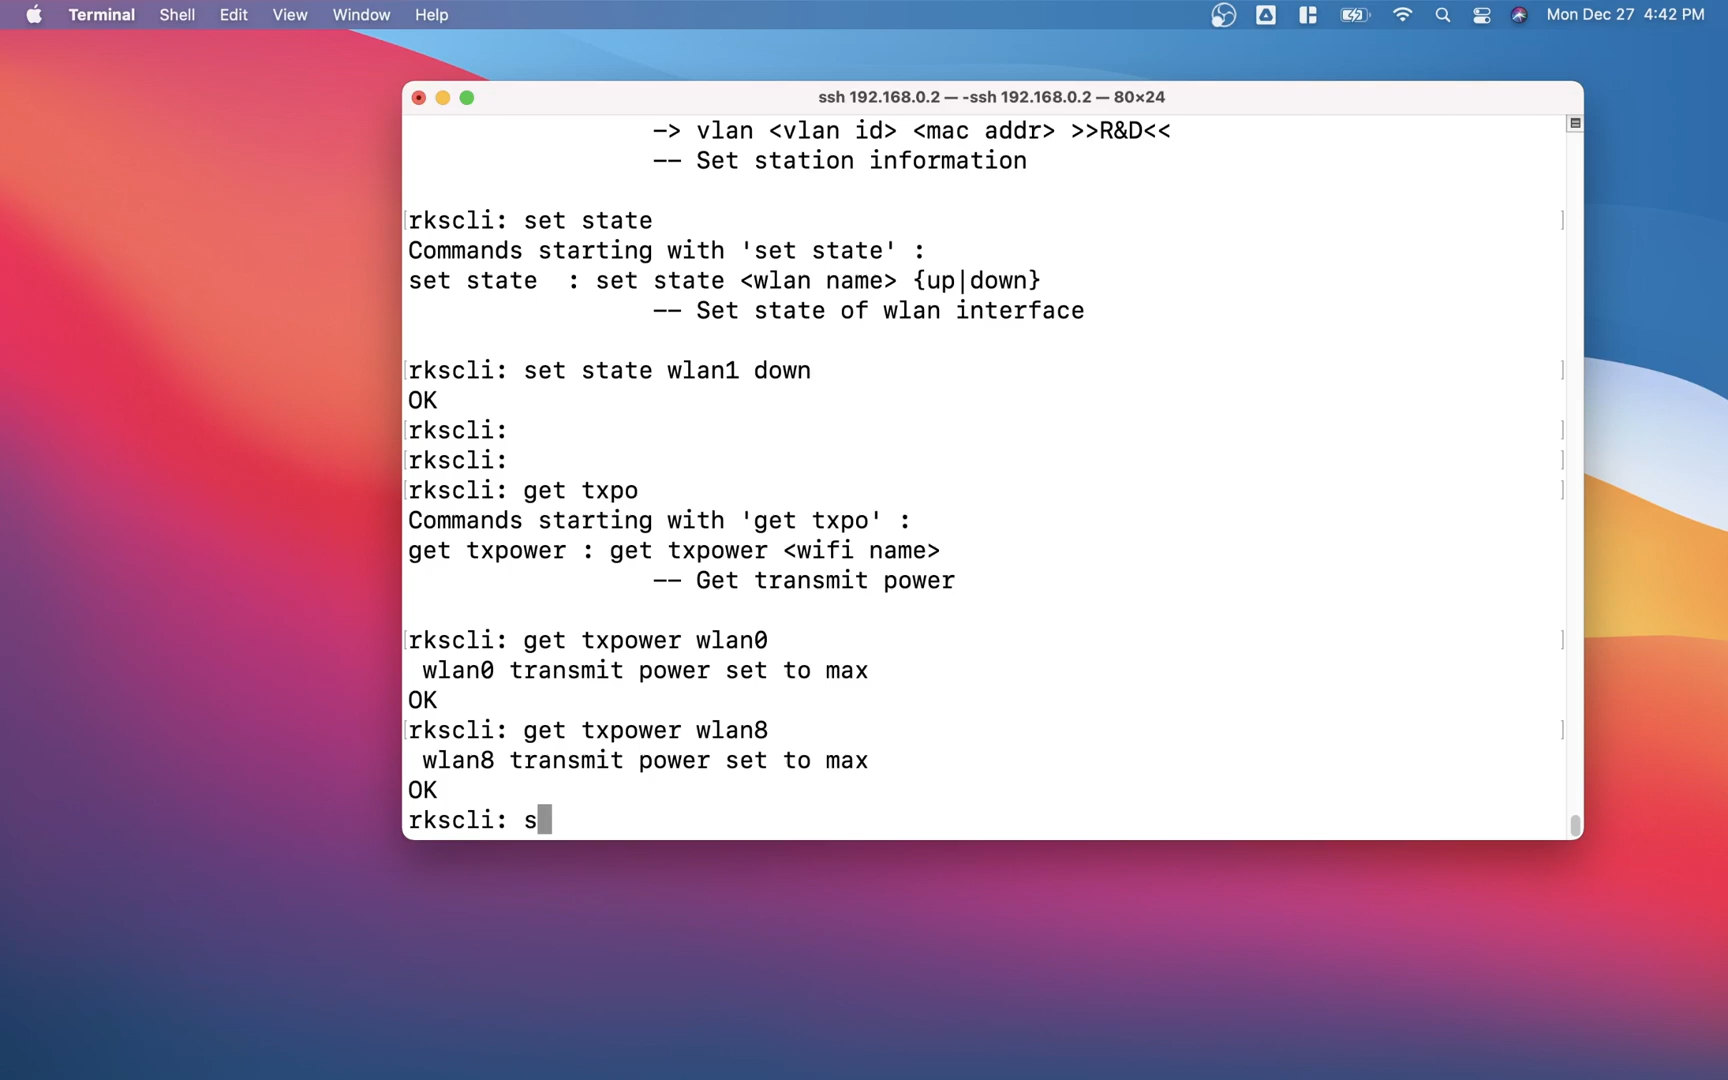 Terminal Shell Edit View Window Help Mon Dec 27 4:42 PM
ssh 192.168.0.2 — -ssh 192.168.0.2 — 80×24
-> vlan <vlan id> <mac addr> >>R&D<<
-- Set station information
[rkscli: set state ]
Commands starting with 'set state' :
set state : set state <wlan name> {up|down}
-- Set state of wlan interface
[rkscli: set state wlan1 down ]
OK
[rkscli: ]
[rkscli: ]
[rkscli: get txpo ]
Commands starting with 'get txpo' :
get txpower : get txpower <wifi name>
-- Get transmit power
[rkscli: get txpower wlan0 ]
wlan0 transmit power set to max
OK
[rkscli: get txpower wlan8 ]
wlan8 transmit power set to max
OK
rkscli: s